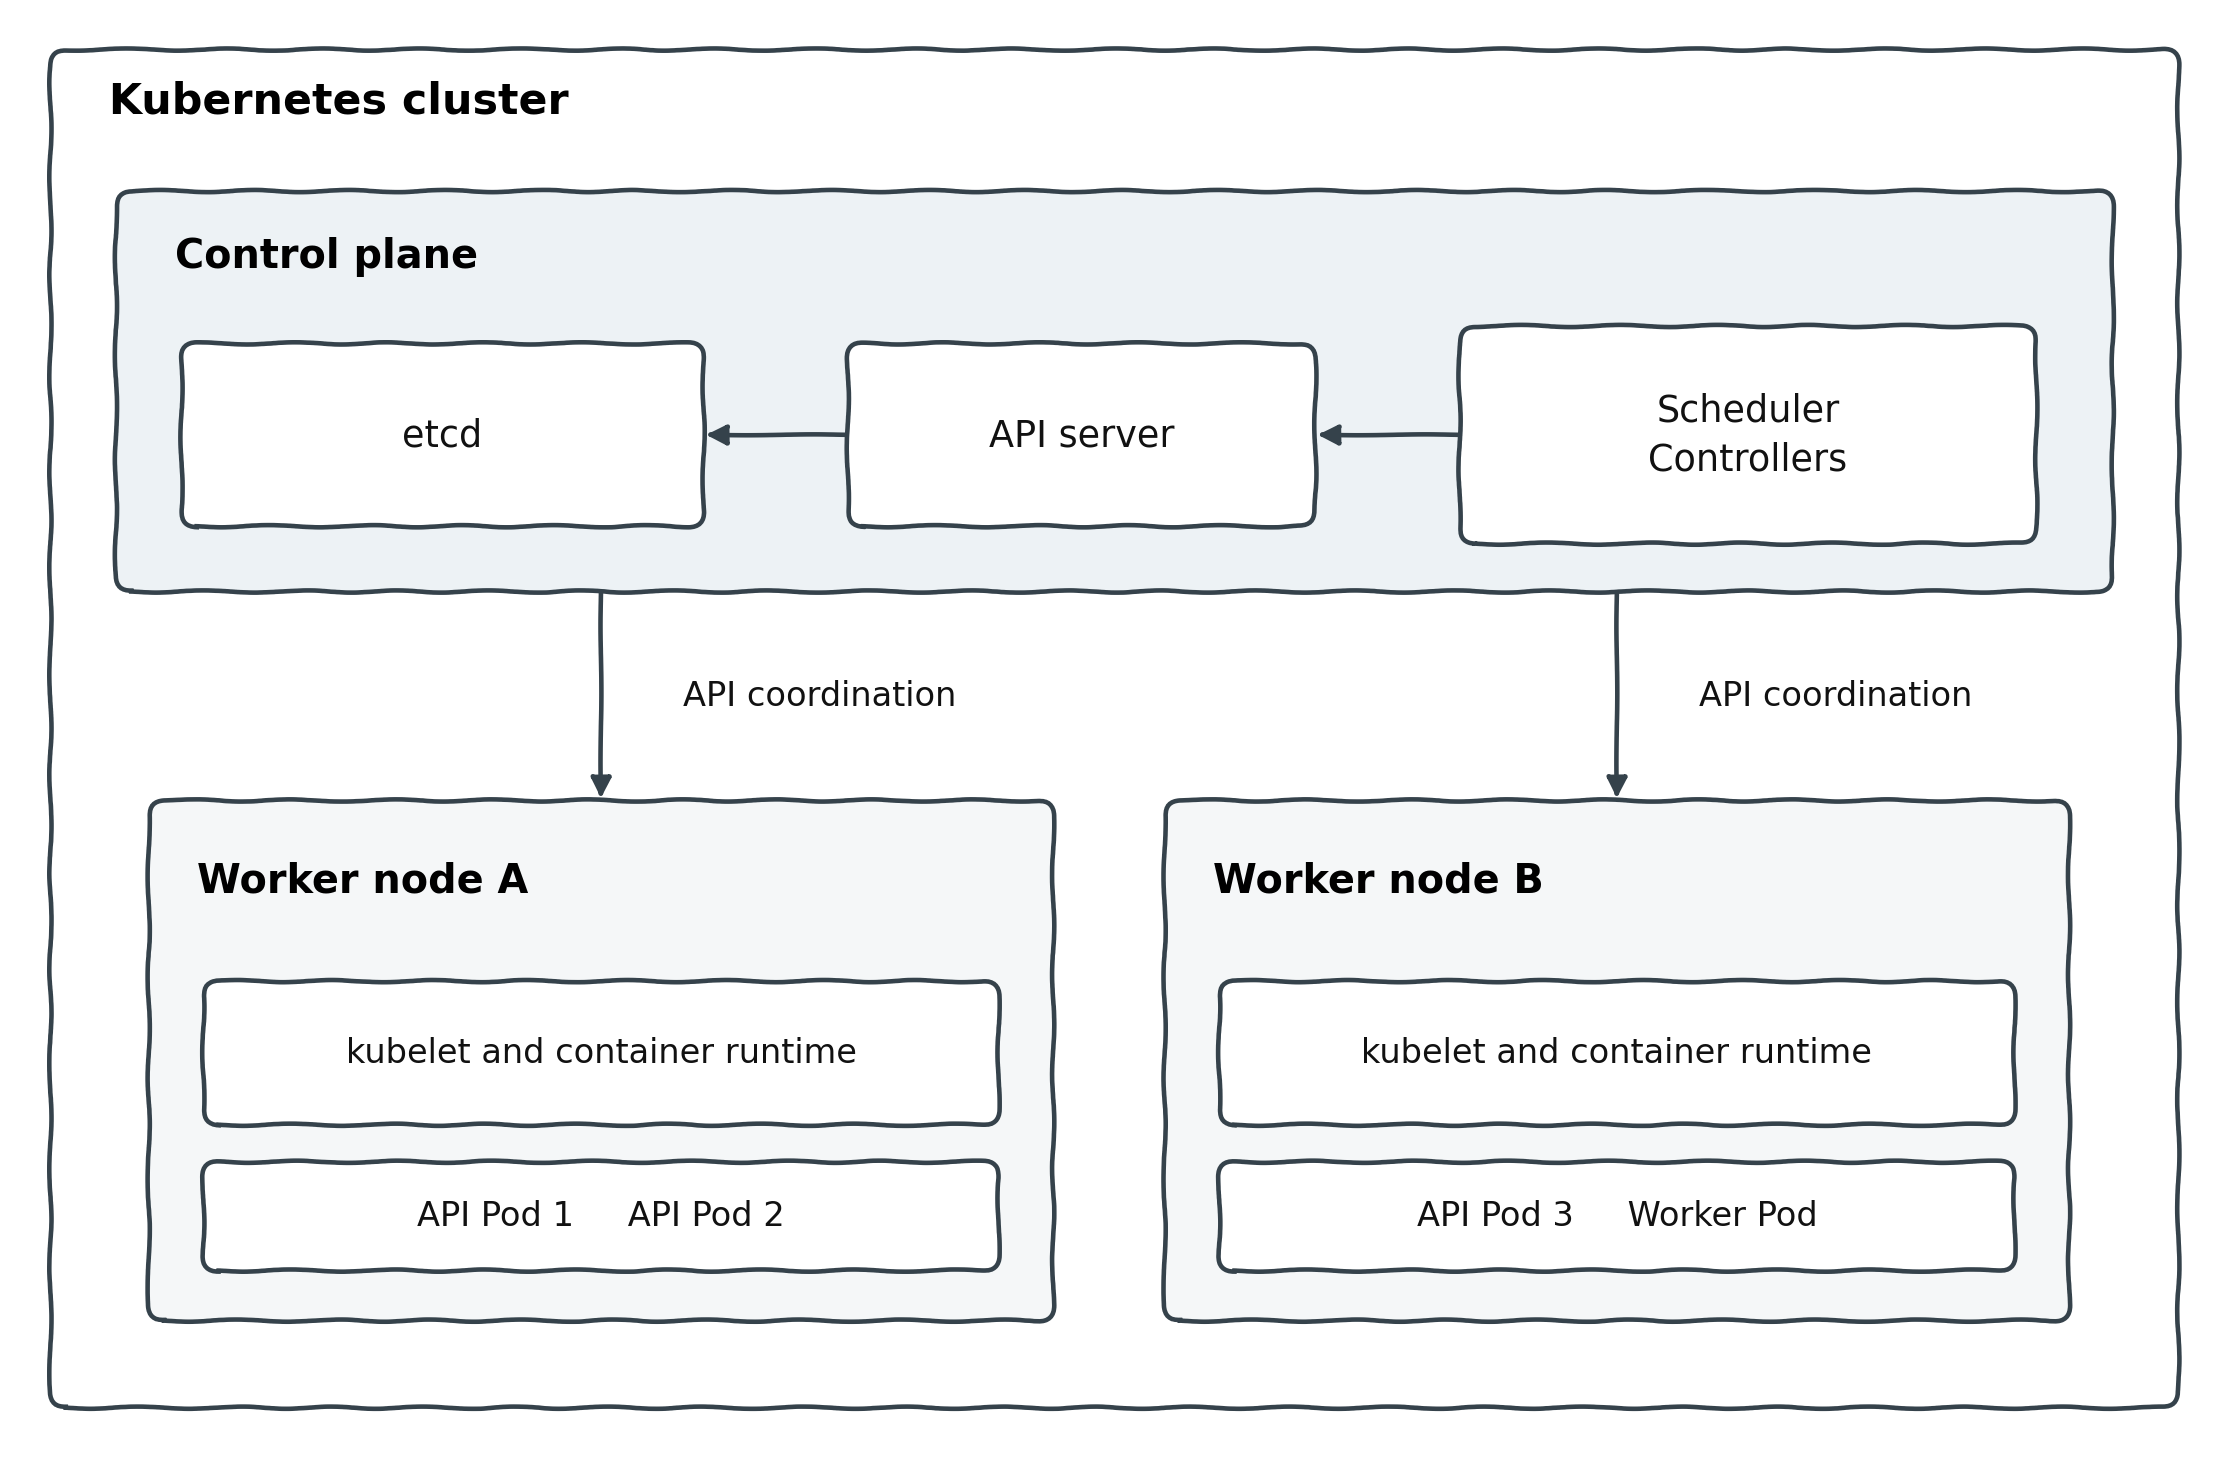 Kubernetes cluster
Control plane
etcd
API server
Scheduler
Controllers
API coordination
API coordination
Worker node A
kubelet and container runtime
API Pod 1 API Pod 2
Worker node B
kubelet and container runtime
API Pod 3 Worker Pod